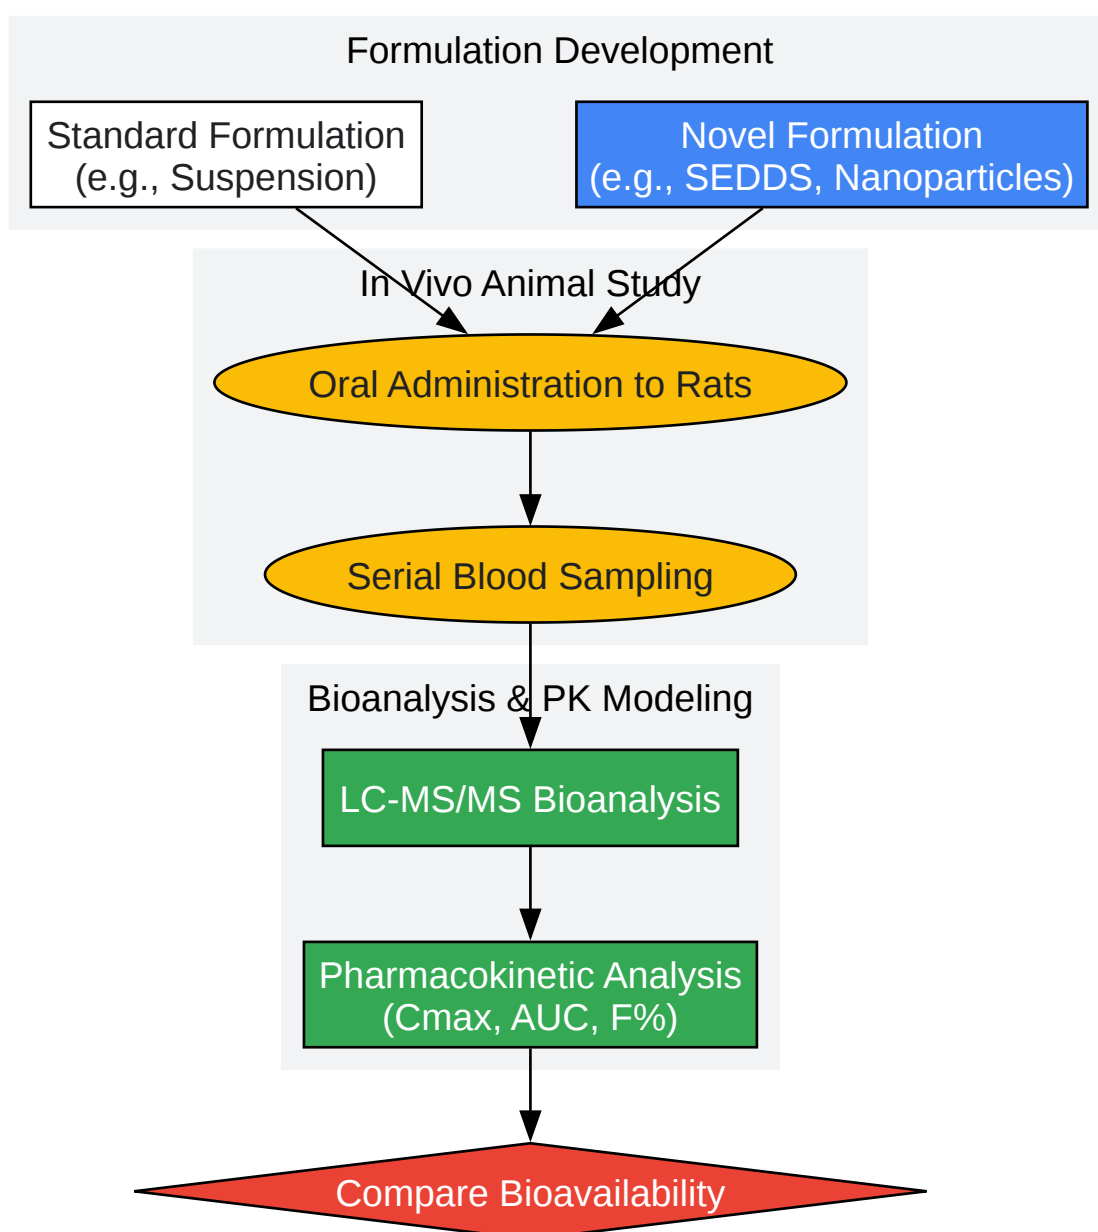 Formulation Development
Standard Formulation
(e.g., Suspension)
Novel Formulation
(e.g., SEDDS, Nanoparticles)
In Vivo Animal Study
Oral Administration to Rats
Serial Blood Sampling
Bioanalysis & PK Modeling
LC-MS/MS Bioanalysis
Pharmacokinetic Analysis
(Cmax, AUC, F%)
Compare Bioavailability